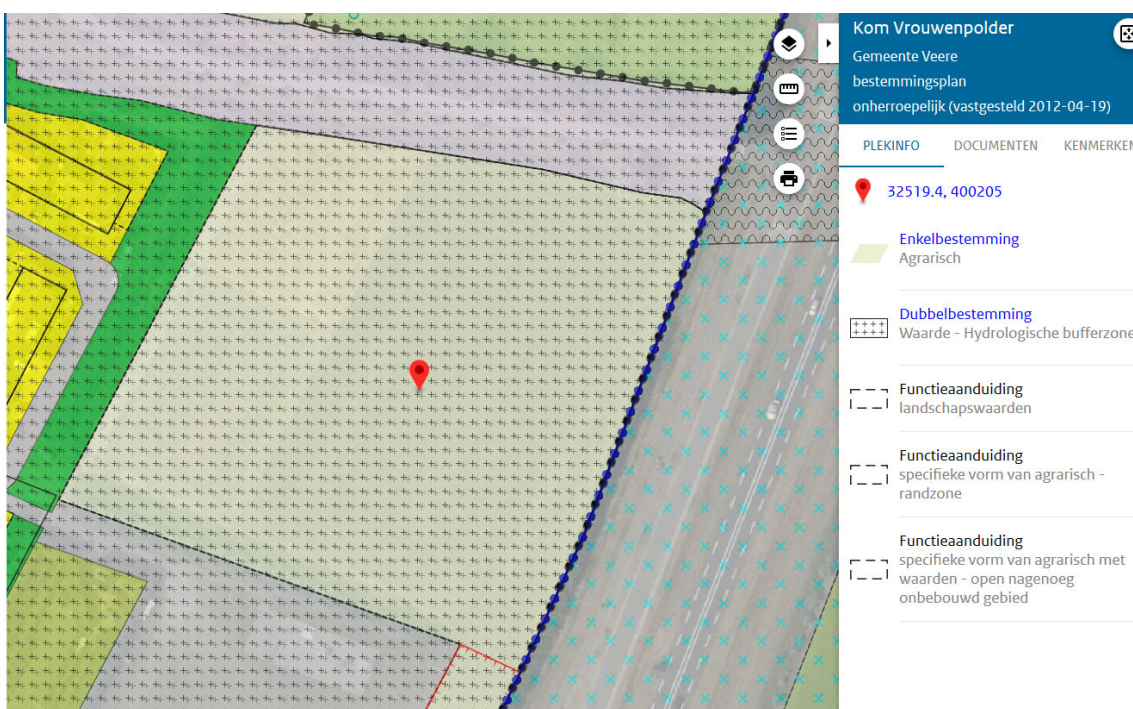 Kom Vrouwenpolder
Gemeente Veere
bestemmingsplan
onherroepelijk (vastgesteld 2012-04-19)
PLEKINFO DOCUMENTEN KENMERKEN
32519.4, 400205
Enkelbestemming
Agrarisch
Dubbelbestemming
Waarde - Hydrologische bufferzone
Functieaanduiding
landschapswaarden
Functieaanduiding
specifieke vorm van agrarisch -
randzone
Functieaanduiding
specifieke vorm van agrarisch met
waarden - open nagenoeg
onbebouwd gebied